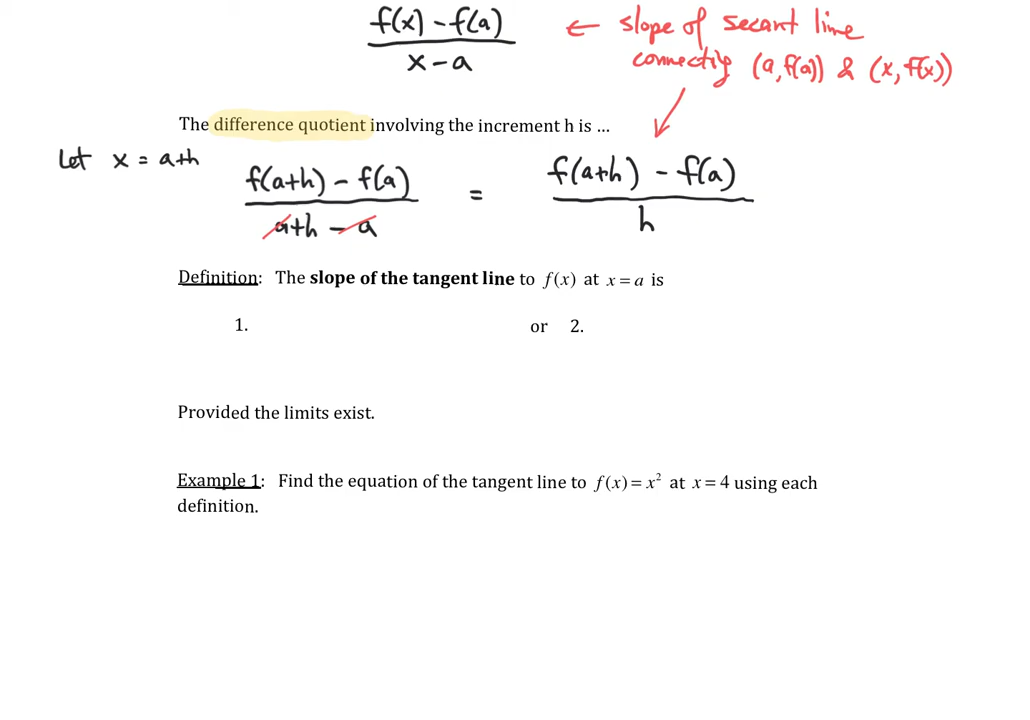 f(x) - f(a)
x - a
← slope of secant line
connecting (a, f(a)) & (x, f(x))
The difference quotient involving the increment h is ...
Let x = a+h
f(a+h) - f(a)
a+h - a
=
f(a+h) - f(a)
h
Definition: The slope of the tangent line to f(x) at x = a is
1. or 2.
Provided the limits exist.
Example 1: Find the equation of the tangent line to f(x) = x² at x = 4 using each
definition.